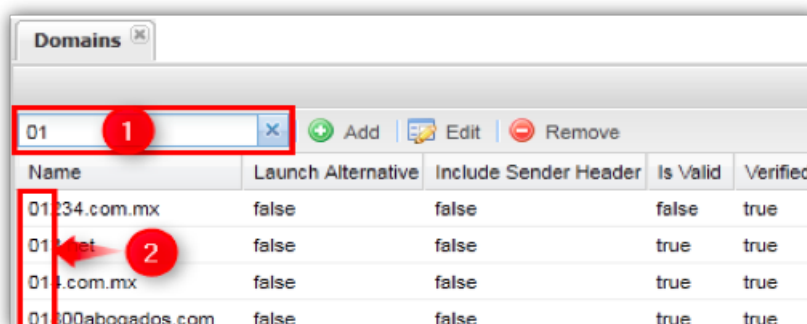 Domains
01 1 Add Edit Remove
Name Launch Alternative Include Sender Header Is Valid Verified
01234.com.mx false false false true
2 false false true true
014.com.mx false false true true
01800abogados.com false false true true